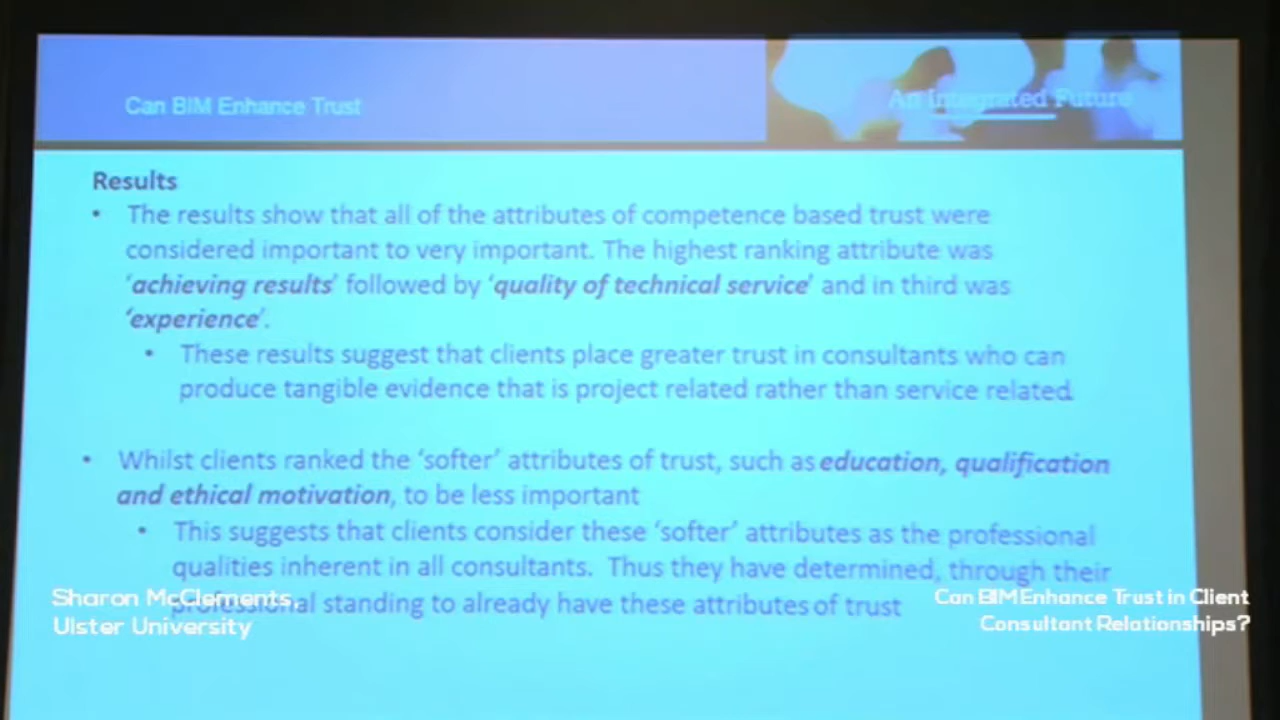 Can BIM Enhance Trust
An Integrated Future
Results
• The results show that all of the attributes of competence based trust were
considered important to very important. The highest ranking attribute was
'achieving results' followed by 'quality of technical service' and in third was
'experience'.
• These results suggest that clients place greater trust in consultants who can
produce tangible evidence that is project related rather than service related.
• Whilst clients ranked the 'softer' attributes of trust, such as education, qualification
and ethical motivation, to be less important
• This suggests that clients consider these 'softer' attributes as the professional
qualities inherent in all consultants. Thus they have determined, through their
professional standing to already have these attributes of trust
Sharon McClements,
Ulster University
Can BIM Enhance Trust in Client
Consultant Relationships?